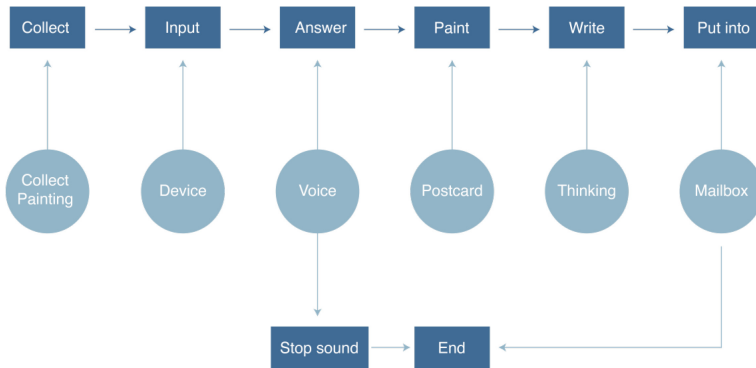 Collect
Input
Answer
Paint
Write
Put into
Collect
Painting
Device
Voice
Postcard
Thinking
Mailbox
Stop sound
End